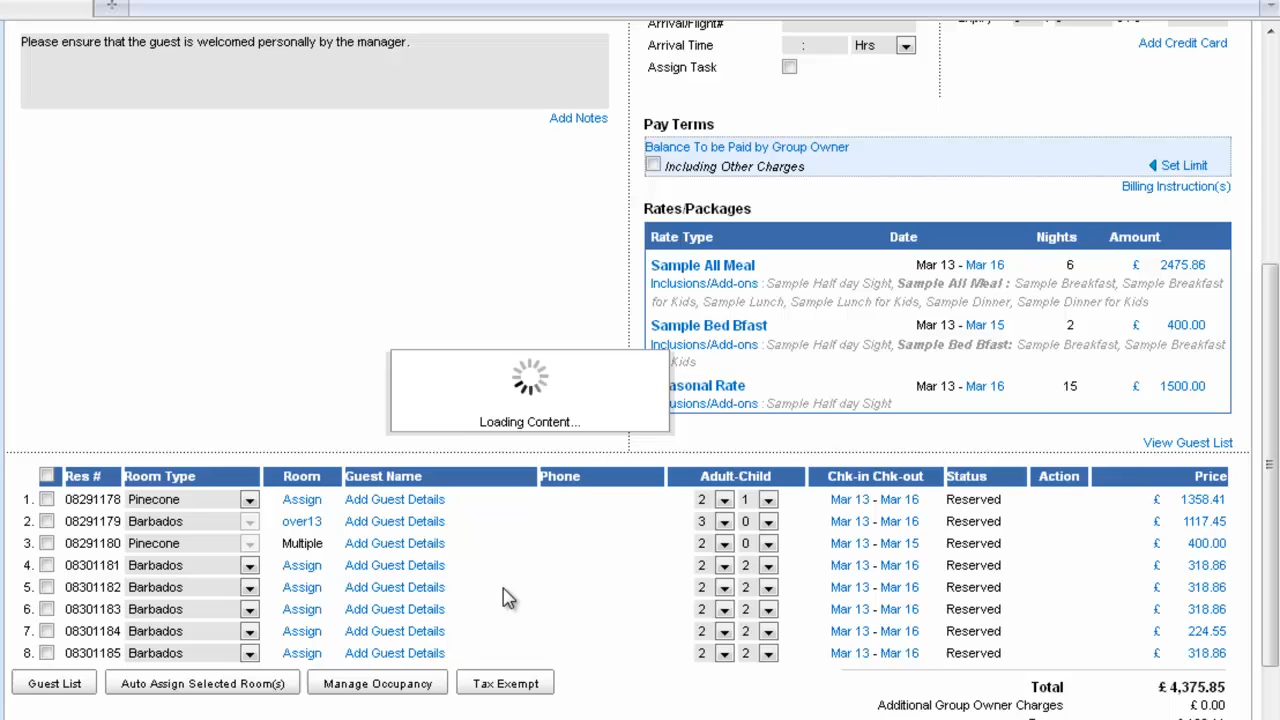 Arrival/Flight#
Please ensure that the guest is welcomed personally by the manager.
Arrival Time : Hrs
Add Credit Card
Assign Task
Add Notes
Pay Terms
Balance To be Paid by Group Owner
Including Other Charges
Set Limit
Billing Instruction(s)
Rates/Packages
Rate Type Date Nights Amount
Sample All Meal Mar 13 - Mar 16 6 £ 2475.86
Inclusions/Add-ons : Sample Half day Sight, Sample All Meal : Sample Breakfast, Sample Breakfast
for Kids, Sample Lunch, Sample Lunch for Kids, Sample Dinner, Sample Dinner for Kids
Sample Bed Bfast Mar 13 - Mar 15 2 £ 400.00
Inclusions/Add-ons : Sample Half day Sight, Sample Bed Bfast: Sample Breakfast, Sample Breakfast
Kids
asonal Rate Mar 13 - Mar 16 15 £ 1500.00
usions/Add-ons : Sample Half day Sight
Loading Content...
View Guest List
Res # Room Type Room Guest Name Phone Adult-Child Chk-in Chk-out Status Action Price
1. 08291178 Pinecone Assign Add Guest Details 2 1 Mar 13 - Mar 16 Reserved £ 1358.41
2. 08291179 Barbados over13 Add Guest Details 3 0 Mar 13 - Mar 16 Reserved £ 1117.45
3. 08291180 Pinecone Multiple Add Guest Details 2 0 Mar 13 - Mar 15 Reserved £ 400.00
4. 08301181 Barbados Assign Add Guest Details 2 2 Mar 13 - Mar 16 Reserved £ 318.86
5. 08301182 Barbados Assign Add Guest Details 2 2 Mar 13 - Mar 16 Reserved £ 318.86
6. 08301183 Barbados Assign Add Guest Details 2 2 Mar 13 - Mar 16 Reserved £ 318.86
7. 08301184 Barbados Assign Add Guest Details 2 2 Mar 13 - Mar 16 Reserved £ 224.55
8. 08301185 Barbados Assign Add Guest Details 2 2 Mar 13 - Mar 16 Reserved £ 318.86
Guest List Auto Assign Selected Room(s) Manage Occupancy Tax Exempt
Total £ 4,375.85
Additional Group Owner Charges £ 0.00